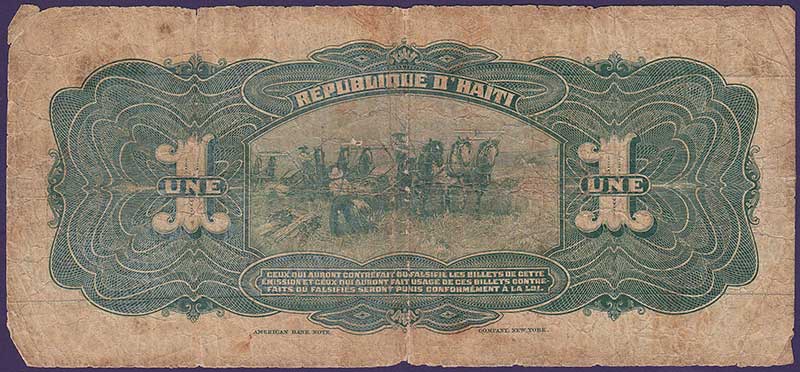 RÉPUBLIQUE D'HAÏTI
1 UNE
1 UNE
CEUX QUI AURONT CONTREFAIT OU FALSIFIÉ LES BILLETS DE CETTE
ÉMISSION ET CEUX QUI AURONT FAIT USAGE DE CES BILLETS CONTRE-
FAITS OU FALSIFIÉS SERONT PUNIS CONFORMÉMENT À LA LOI.
AMERICAN BANK NOTE COMPANY, NEW YORK.